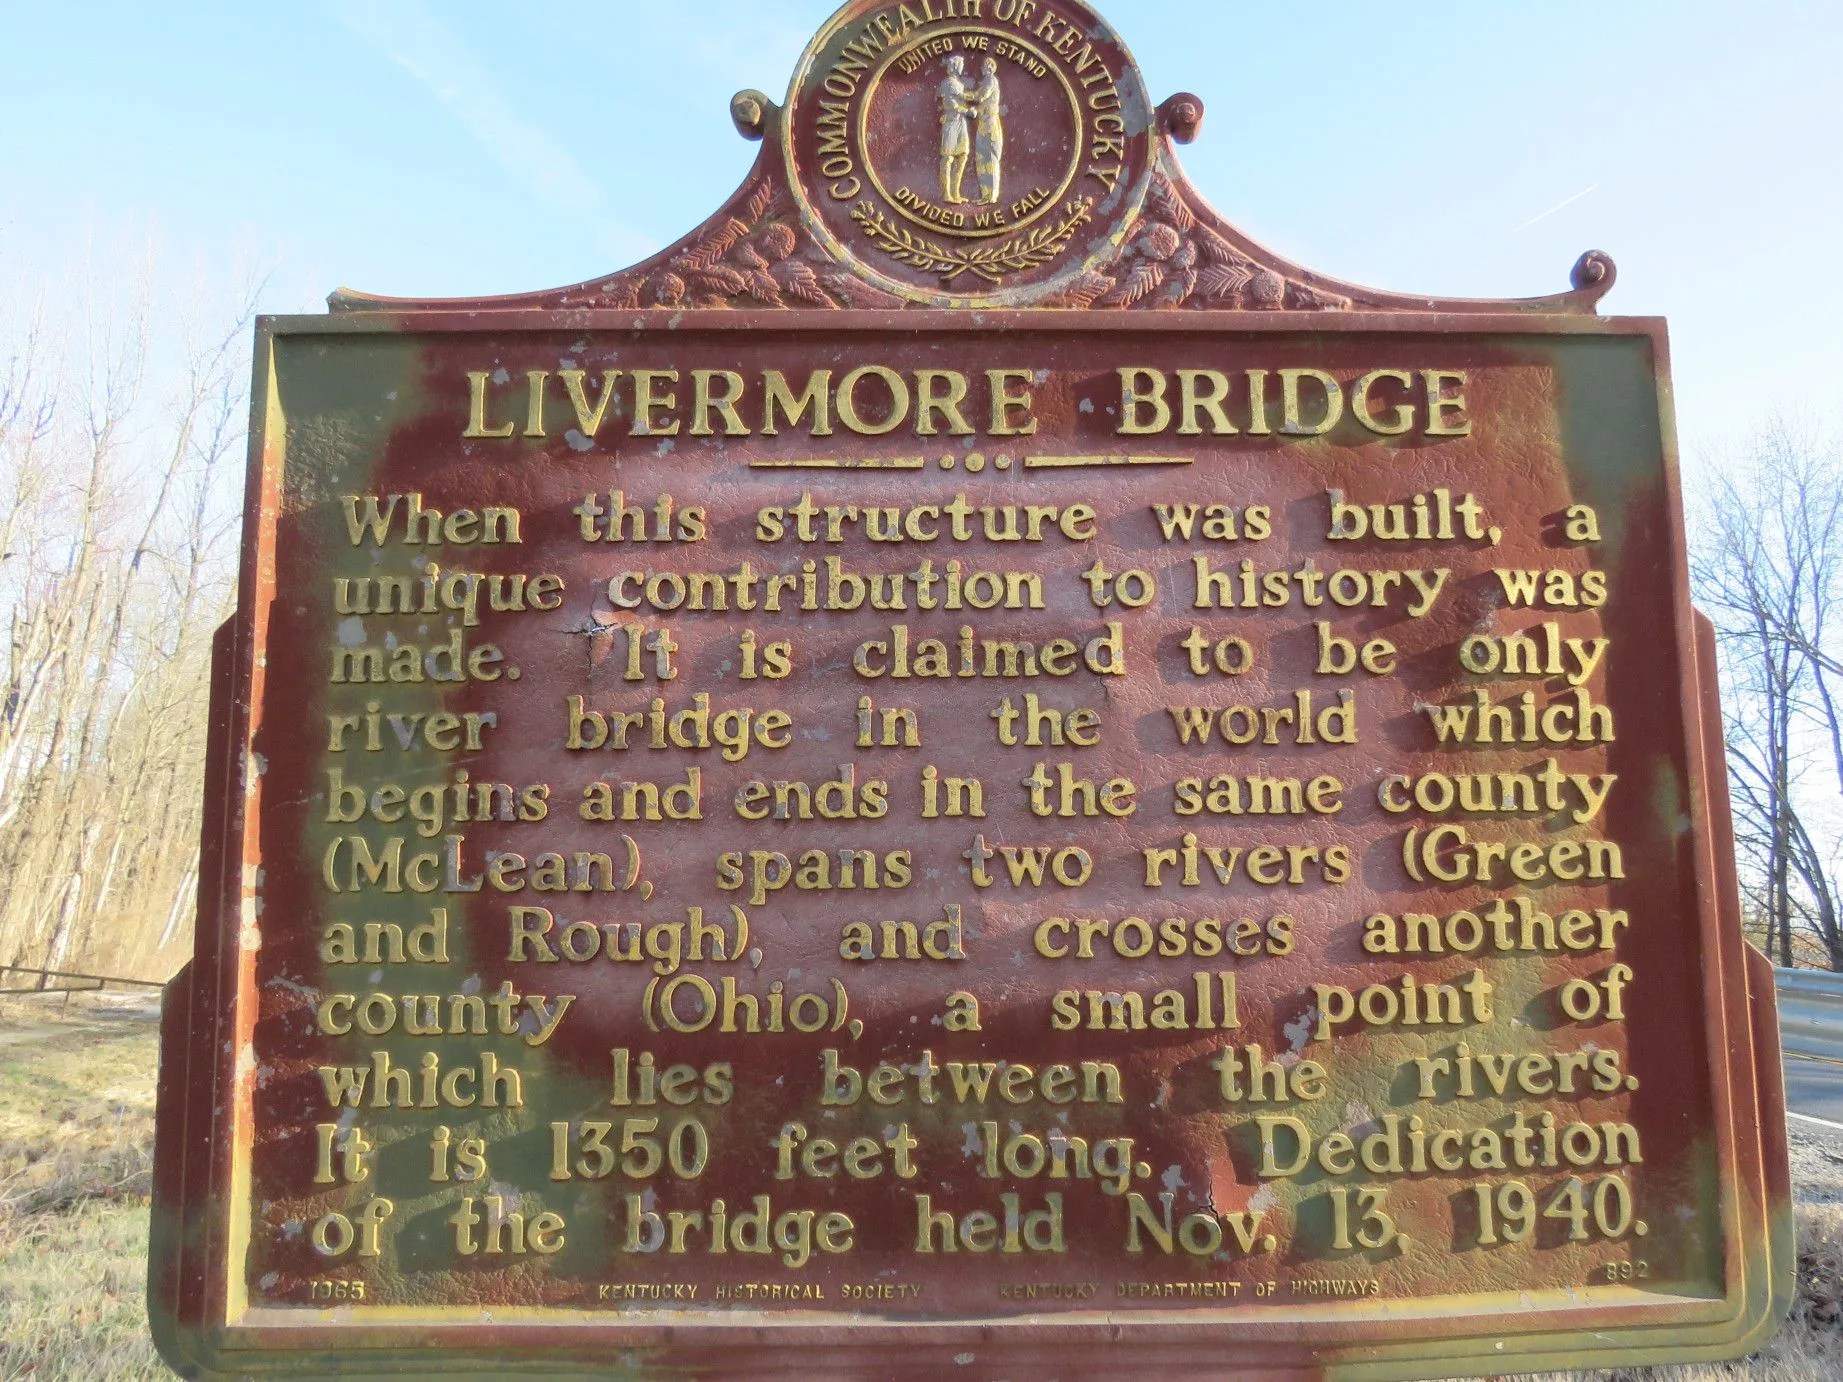 COMMONWEALTH OF KENTUCKY
UNITED WE STAND
DIVIDED WE FALL
LIVERMORE BRIDGE
When this structure was built, a
unique contribution to history was
made. It is claimed to be only
river bridge in the world which
begins and ends in the same county
(McLean), spans two rivers (Green
and Rough), and crosses another
county (Ohio), a small point of
which lies between the rivers.
It is 1350 feet long. Dedication
of the bridge held Nov. 13, 1940.
1965 KENTUCKY HISTORICAL SOCIETY KENTUCKY DEPARTMENT OF HIGHWAYS 892